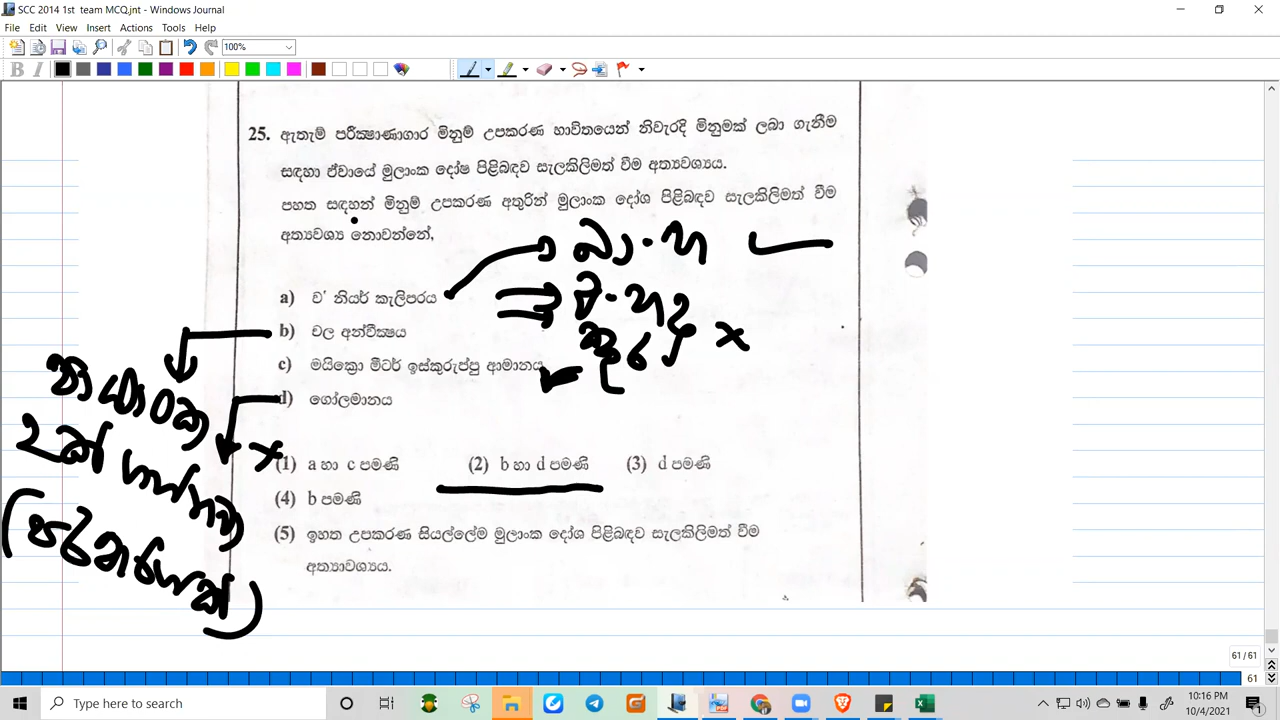 SCC 2014 1st team MCQ.jnt - Windows Journal
File Edit View Insert Actions Tools Help
100%
25. ඇතැම් පරීක්ෂණාගාර මිනුම් උපකරණ භාවිතයෙන් නිවැරදි මිනුමක් ලබා ගැනීම
සඳහා ඒවායේ මූලාංක දෝෂ පිළිබඳව සැලකිලිමත් වීම අත්‍යවශ්‍යය.
පහත සඳහන් මිනුම් උපකරණ අතුරින් මූලාංක දෝශ පිළිබඳව සැලකිලිමත් වීම
අත්‍යවශ්‍ය නොවන්නේ,
බා.හ
a) ව' නියර් කැලිපරය
b) චල අන්වීක්‍ෂය
c) මයික්‍රො මීටර් ඉස්කුරුප්පු ආමානය
d) ගෝලමානය
පාඨාංක
(1) a හා c පමණි (2) b හා d පමණි (3) d පමණි
(4) b පමණි
(5) ඉහත උපකරණ සියල්ලේම මූලාංක දෝශ පිළිබඳව සැලකිලිමත් වීම
අත්‍යාවශ්‍යය.
61 / 61
61
Type here to search
10:16 PM
10/4/2021